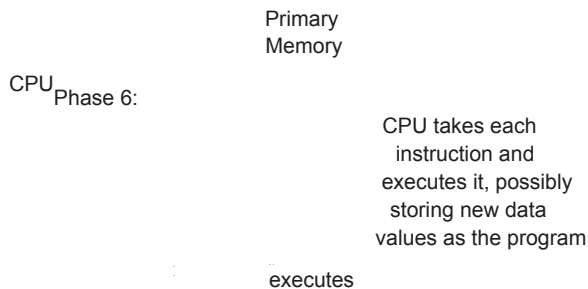 Primary
Memory
CPU
Phase 6:
CPU takes each
instruction and
executes it, possibly
storing new data
values as the program
executes